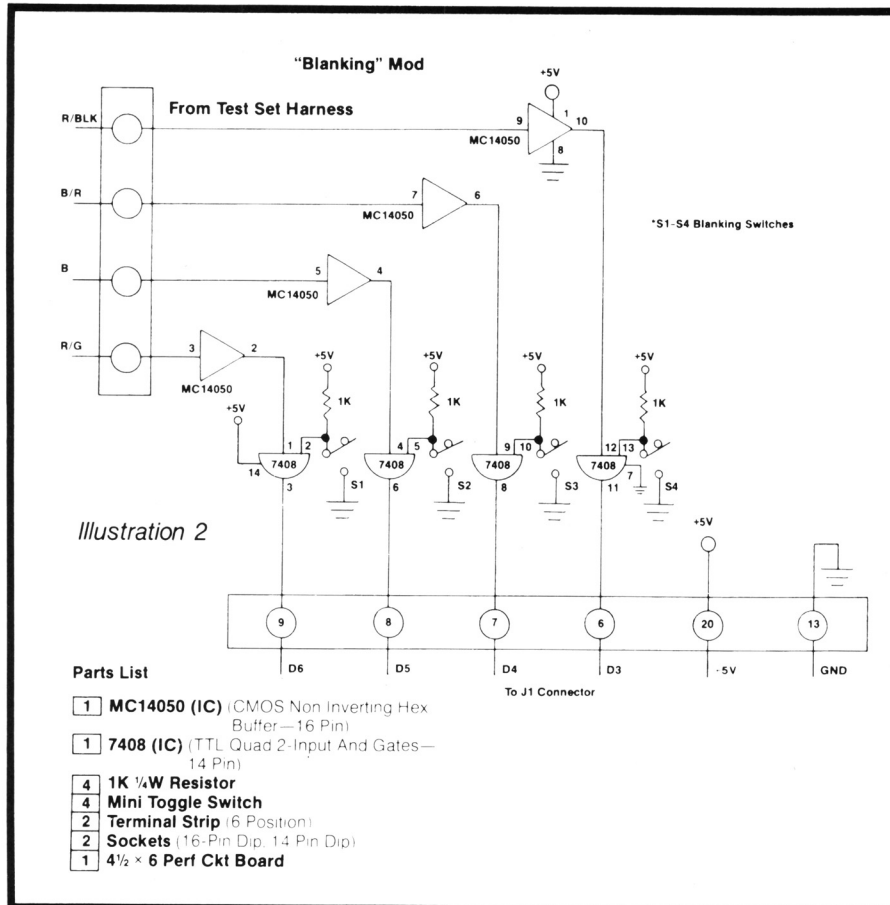 "Blanking" Mod
From Test Set Harness
R/BLK
+5V
9 1 10
MC14050 8
B/R
7 6
MC14050
*S1-S4 Blanking Switches
B
5 4
MC14050
R/G
3 2
MC14050
+5V +5V +5V +5V
+5V
1K 1K 1K 1K
1 2 4 5 9 10 12 13
14 7408 7408 7408 7408 7
3 S1 6 S2 8 S3 11 S4
Illustration 2
+5V
9 8 7 6 20 13
D6 D5 D4 D3 -5V GND
To J1 Connector
Parts List
1 MC14050 (IC) (CMOS Non Inverting Hex
Buffer—16 Pin)
1 7408 (IC) (TTL Quad 2-Input And Gates—
14 Pin)
4 1K ¼W Resistor
4 Mini Toggle Switch
2 Terminal Strip (6 Position)
2 Sockets (16-Pin Dip, 14 Pin Dip)
1 4½ × 6 Perf Ckt Board